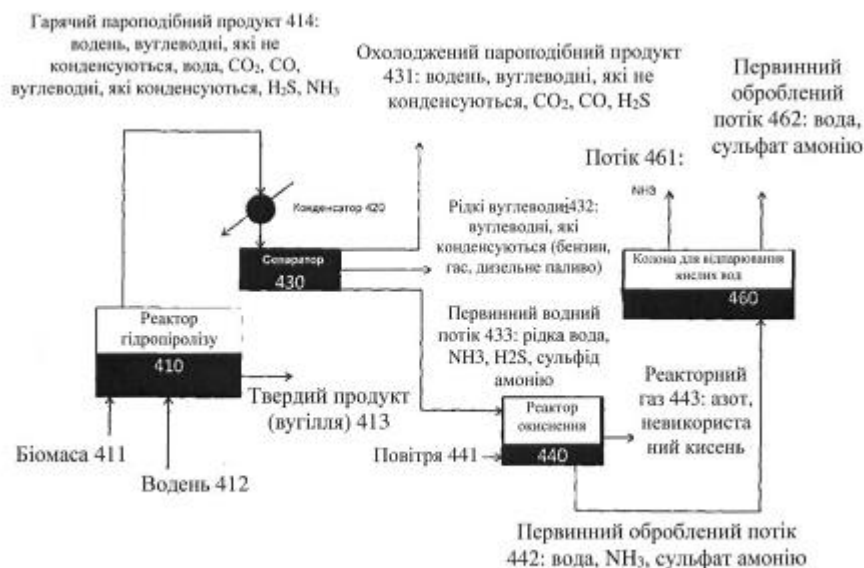 Гарячий пароподібний продукт 414:
водень, вуглеводні, які не
конденсуються, вода, CO₂, CO,
вуглеводні, які конденсуються, H₂S, NH₃
Охолоджений пароподібний продукт
431: водень, вуглеводні, які не
конденсуються, CO₂, CO, H₂S
Первинний
оброблений
потік 462: вода,
сульфат амонію
Потік 461:
NH3
Конденсатор 420
Сепаратор
430
Рідкі вуглеводні432:
вуглеводні, які
конденсуються (бензин,
гас, дизельне паливо)
Колона для відпарювання
кислих вод
460
Реактор
гідропіролізу
410
Первинний водний
потік 433: рідка вода,
NH3, H2S, сульфід
амонію
Твердий продукт
(вугілля) 413
Біомаса 411
Водень 412
Реактор
окиснення
440
Повітря 441
Реакторний
газ 443: азот,
невикориста
ний кисень
Первинний оброблений потік
442: вода, NH₃, сульфат амонію